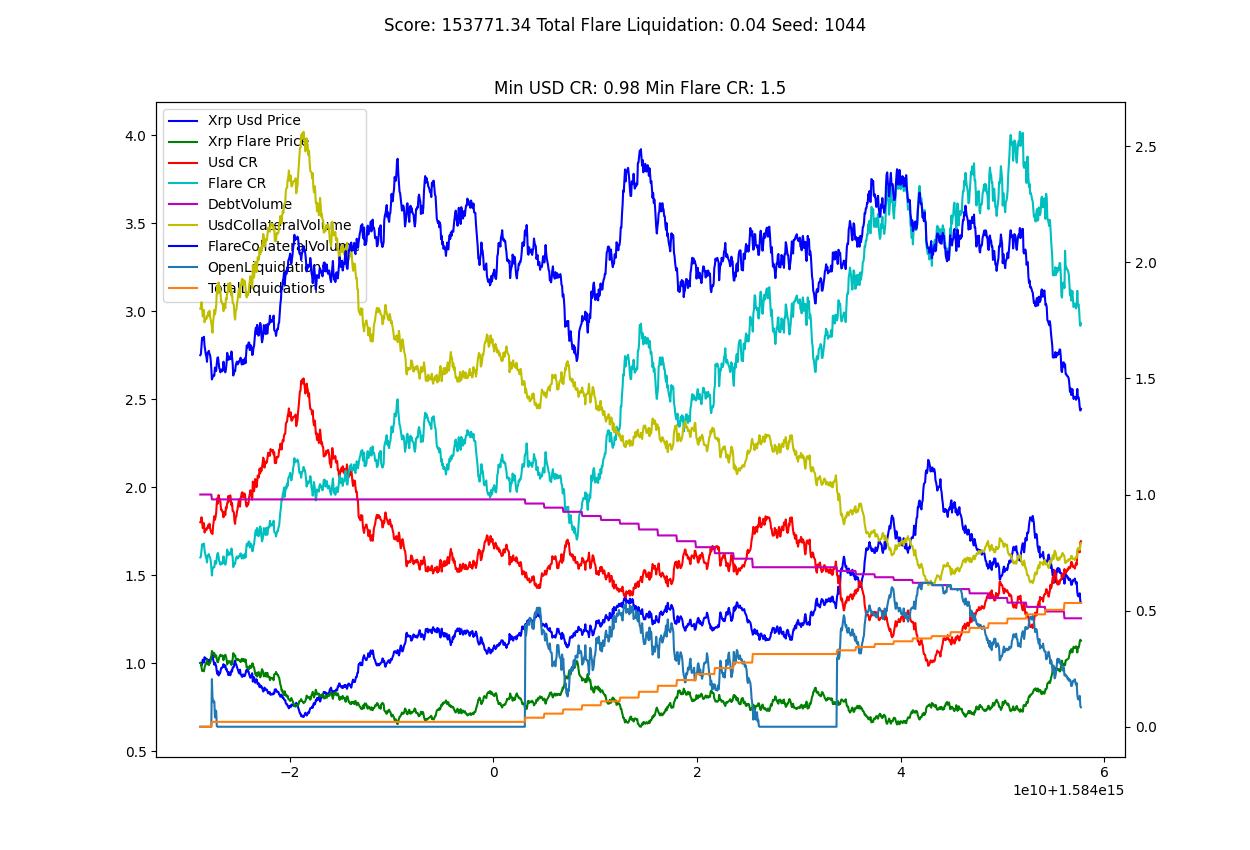 Score: 153771.34 Total Flare Liquidation: 0.04 Seed: 1044
Min USD CR: 0.98 Min Flare CR: 1.5
Xrp Usd Price
Xrp Flare Price
Usd CR
Flare CR
DebtVolume
UsdCollateralVolume
FlareCollateralVolume
OpenLiquidations
TotalLiquidations
4.0
3.5
3.0
2.5
2.0
1.5
1.0
0.5
2.5
2.0
1.5
1.0
0.5
0.0
−2
0
2
4
6
1e10+1.584e15